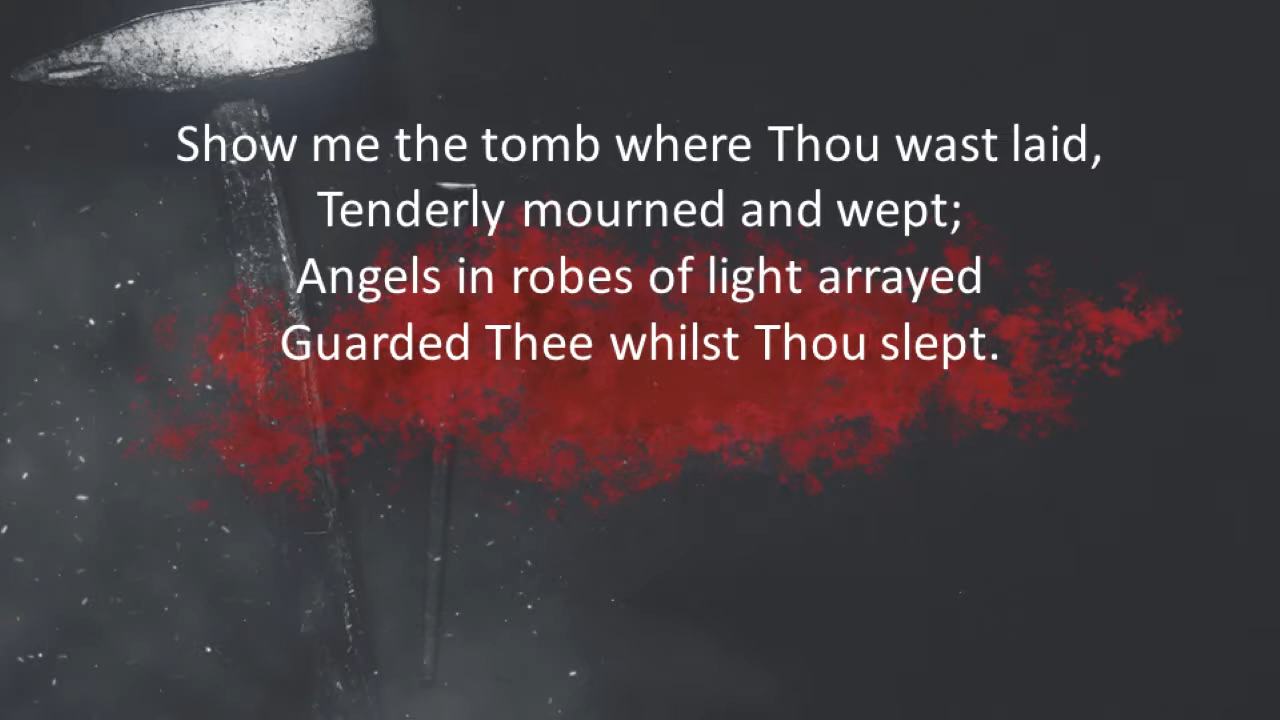 Show me the tomb where Thou wast laid,
Tenderly mourned and wept;
Angels in robes of light arrayed
Guarded Thee whilst Thou slept.